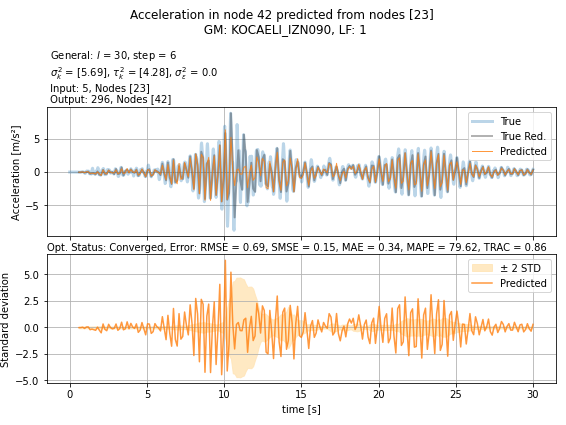 Acceleration in node 42 predicted from nodes [23]
GM: KOCAELI_IZN090, LF: 1
General: l = 30, step = 6
σ²ₖ = [5.69], τ²ₖ = [4.28], σ²ε = 0.0
Input: 5, Nodes [23]
Output: 296, Nodes [42]
Acceleration [m/s²]
5
0
−5
True
True Red.
Predicted
Opt. Status: Converged, Error: RMSE = 0.69, SMSE = 0.15, MAE = 0.34, MAPE = 79.62, TRAC = 0.86
Standard deviation
5.0
2.5
0.0
−2.5
−5.0
± 2 STD
Predicted
0 5 10 15 20 25 30
time [s]